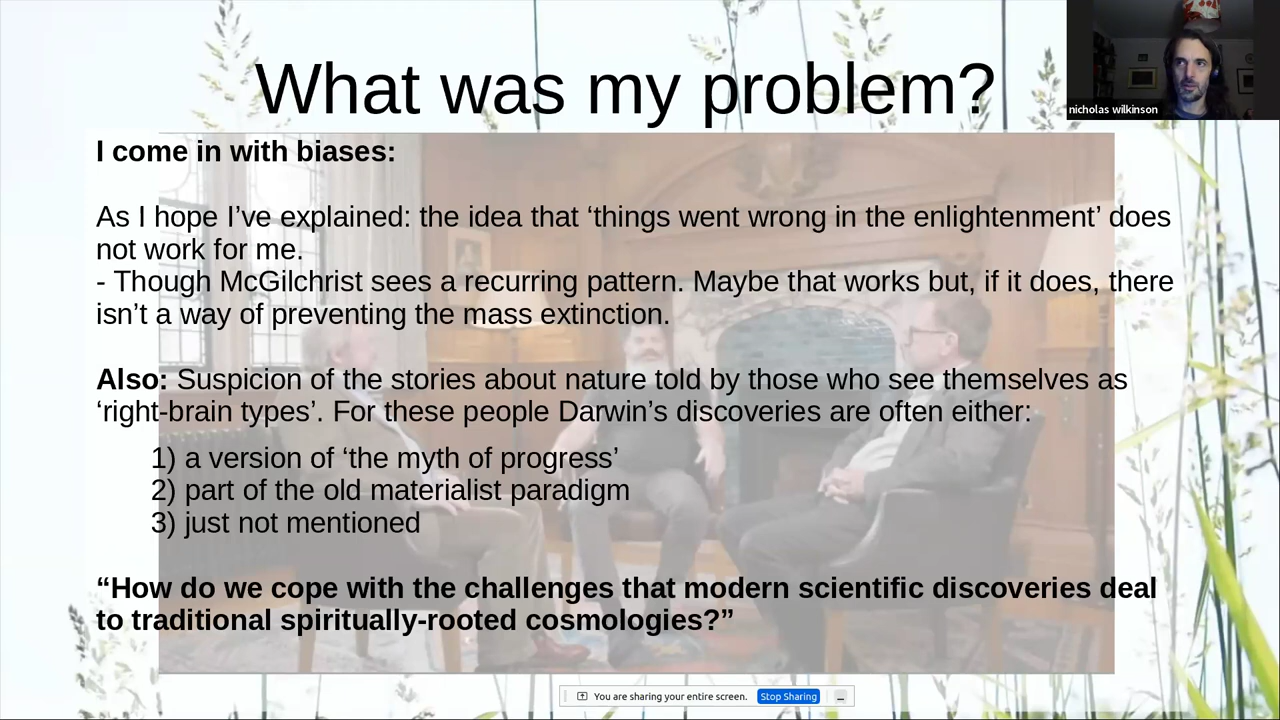 What was my problem?
nicholas wilkinson
I come in with biases:
As I hope I’ve explained: the idea that ‘things went wrong in the enlightenment’ does
not work for me.
- Though McGilchrist sees a recurring pattern. Maybe that works but, if it does, there
isn’t a way of preventing the mass extinction.
Also: Suspicion of the stories about nature told by those who see themselves as
‘right-brain types’. For these people Darwin’s discoveries are often either:
1) a version of ‘the myth of progress’
2) part of the old materialist paradigm
3) just not mentioned
“How do we cope with the challenges that modern scientific discoveries deal
to traditional spiritually-rooted cosmologies?”
You are sharing your entire screen. Stop Sharing